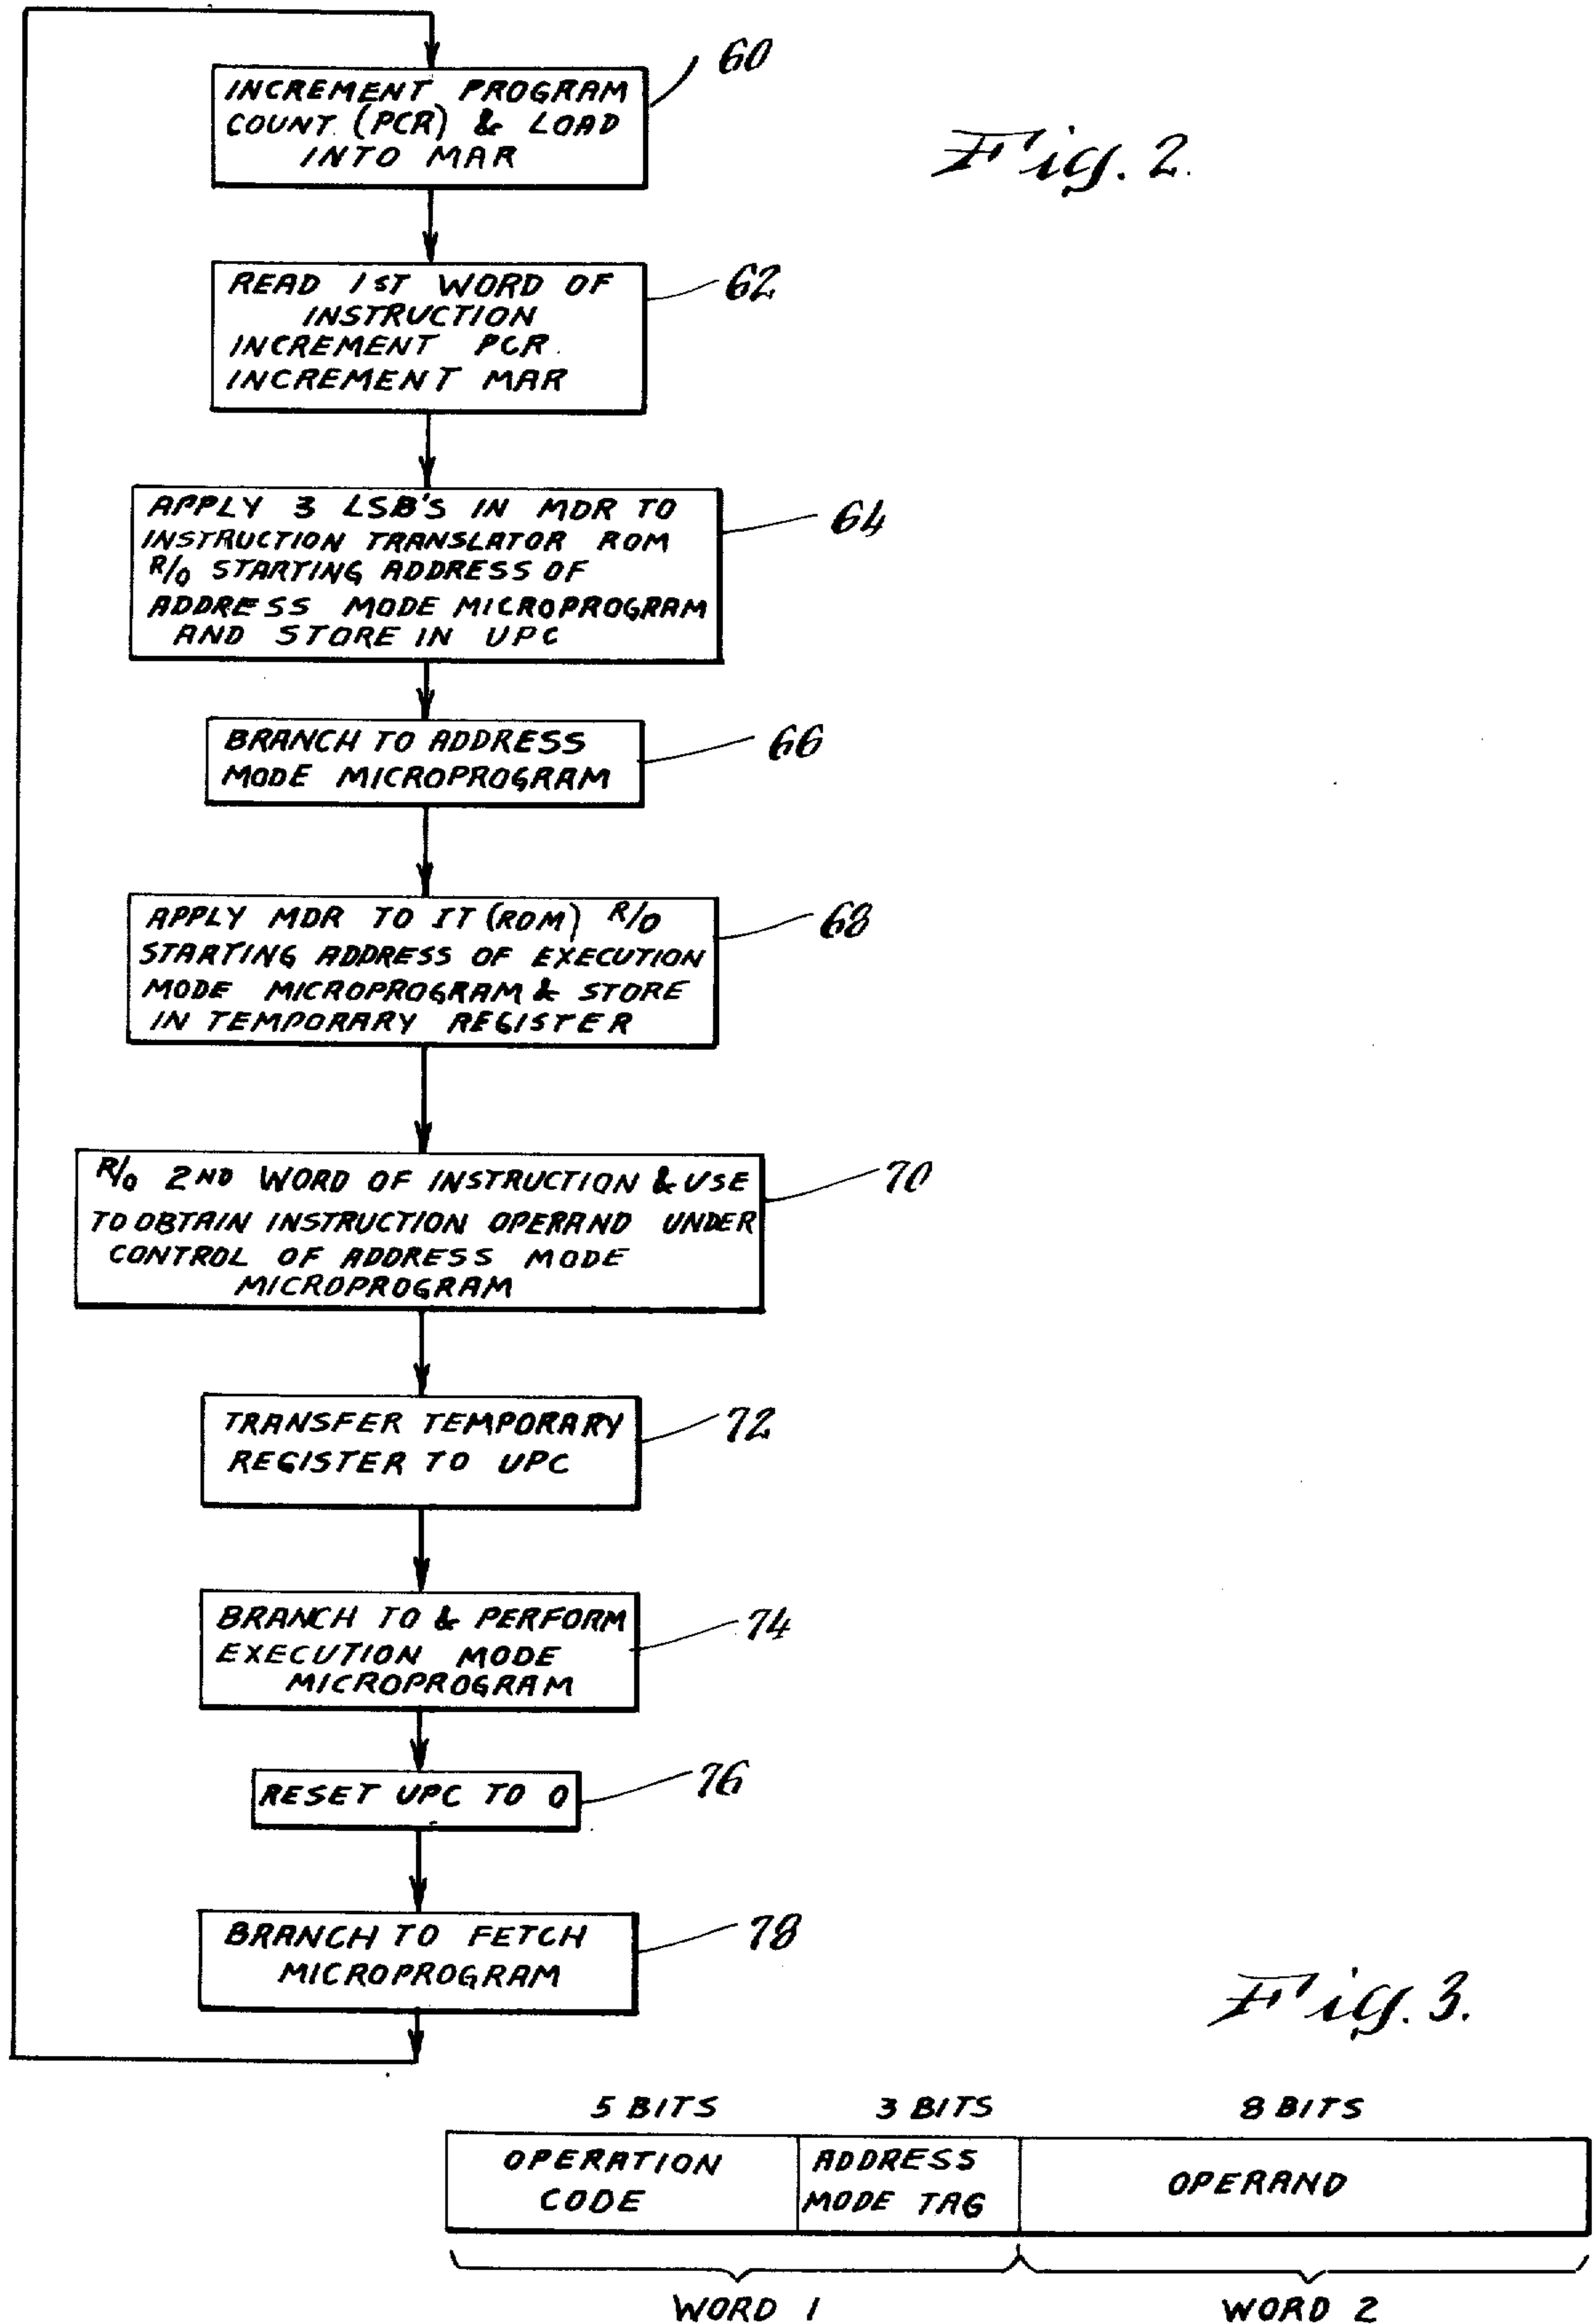 60
INCREMENT PROGRAM
COUNT. (PCR) & LOAD
INTO MAR
Fig. 2.
62
READ 1ST WORD OF
INSTRUCTION
INCREMENT PCR.
INCREMENT MAR
64
APPLY 3 LSB'S IN MDR TO
INSTRUCTION TRANSLATOR ROM
R/O STARTING ADDRESS OF
ADDRESS MODE MICROPROGRAM
AND STORE IN UPC
66
BRANCH TO ADDRESS
MODE MICROPROGRAM
68
APPLY MDR TO IT (ROM) R/O
STARTING ADDRESS OF EXECUTION
MODE MICROPROGRAM & STORE
IN TEMPORARY REGISTER
70
R/O 2ND WORD OF INSTRUCTION & USE
TO OBTAIN INSTRUCTION OPERAND UNDER
CONTROL OF ADDRESS MODE
MICROPROGRAM
72
TRANSFER TEMPORARY
REGISTER TO UPC
74
BRANCH TO & PERFORM
EXECUTION MODE
MICROPROGRAM
76
RESET UPC TO 0
78
BRANCH TO FETCH
MICROPROGRAM
Fig. 3.
5 BITS 3 BITS 8 BITS
OPERATION
CODE
ADDRESS
MODE TAG
OPERAND
WORD 1 WORD 2